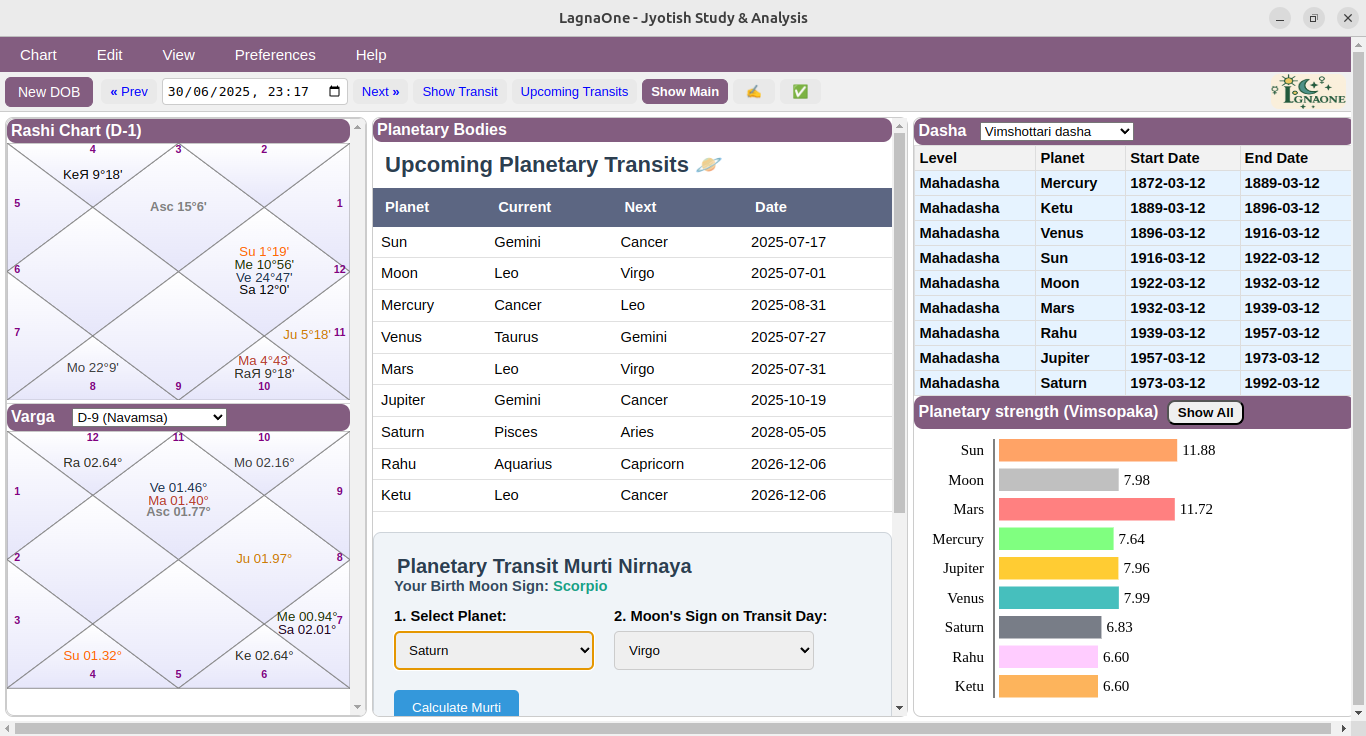 LagnaOne - Jyotish Study & Analysis
Chart Edit View Preferences Help
New DOB « Prev 30/06/2025, 23:17 Next » Show Transit Upcoming Transits Show Main LGNAONE
Rashi Chart (D-1)
4 3 2
KeЯ 9°18'
5 Asc 15°6' 1
Su 1°19'
Me 10°56'
6 Ve 24°47' 12
Sa 12°0'
7 Ju 5°18' 11
Ma 4°43'
Mo 22°9' RaЯ 9°18'
8 9 10
Varga D-9 (Navamsa)
12 11 10
Ra 02.64° Mo 02.16°
1 Ve 01.46° 9
Ma 01.40°
Asc 01.77°
2 Ju 01.97° 8
3 Me 00.94° 7
Sa 02.01°
Su 01.32° Ke 02.64°
4 5 6
Planetary Bodies
Upcoming Planetary Transits
Planet Current Next Date
Sun Gemini Cancer 2025-07-17
Moon Leo Virgo 2025-07-01
Mercury Cancer Leo 2025-08-31
Venus Taurus Gemini 2025-07-27
Mars Leo Virgo 2025-07-31
Jupiter Gemini Cancer 2025-10-19
Saturn Pisces Aries 2028-05-05
Rahu Aquarius Capricorn 2026-12-06
Ketu Leo Cancer 2026-12-06
Planetary Transit Murti Nirnaya
Your Birth Moon Sign: Scorpio
1. Select Planet: 2. Moon's Sign on Transit Day:
Saturn Virgo
Calculate Murti
Dasha Vimshottari dasha
Level Planet Start Date End Date
Mahadasha Mercury 1872-03-12 1889-03-12
Mahadasha Ketu 1889-03-12 1896-03-12
Mahadasha Venus 1896-03-12 1916-03-12
Mahadasha Sun 1916-03-12 1922-03-12
Mahadasha Moon 1922-03-12 1932-03-12
Mahadasha Mars 1932-03-12 1939-03-12
Mahadasha Rahu 1939-03-12 1957-03-12
Mahadasha Jupiter 1957-03-12 1973-03-12
Mahadasha Saturn 1973-03-12 1992-03-12
Planetary strength (Vimsopaka) Show All
Sun 11.88
Moon 7.98
Mars 11.72
Mercury 7.64
Jupiter 7.96
Venus 7.99
Saturn 6.83
Rahu 6.60
Ketu 6.60